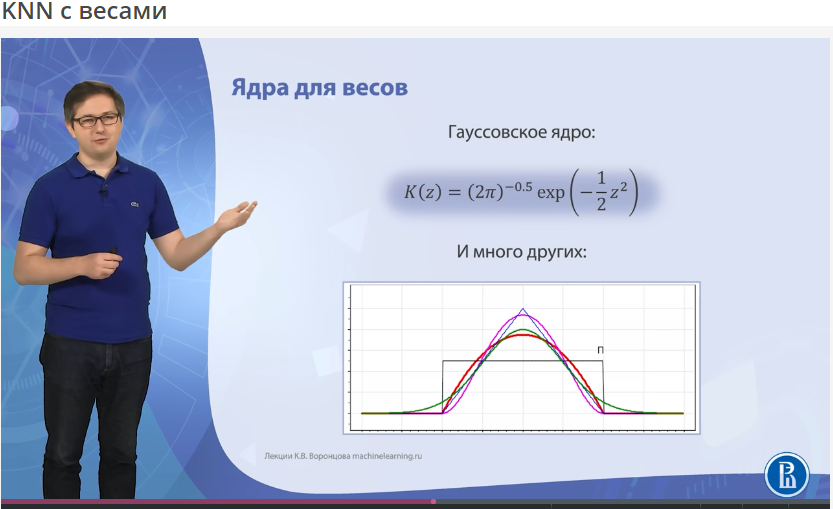 KNN с весами
Ядра для весов
Гауссовское ядро:
K(z) = (2π)^−0.5 exp(−1/2 z²)
И много других:
П
Лекции К.В. Воронцова machinelearning.ru